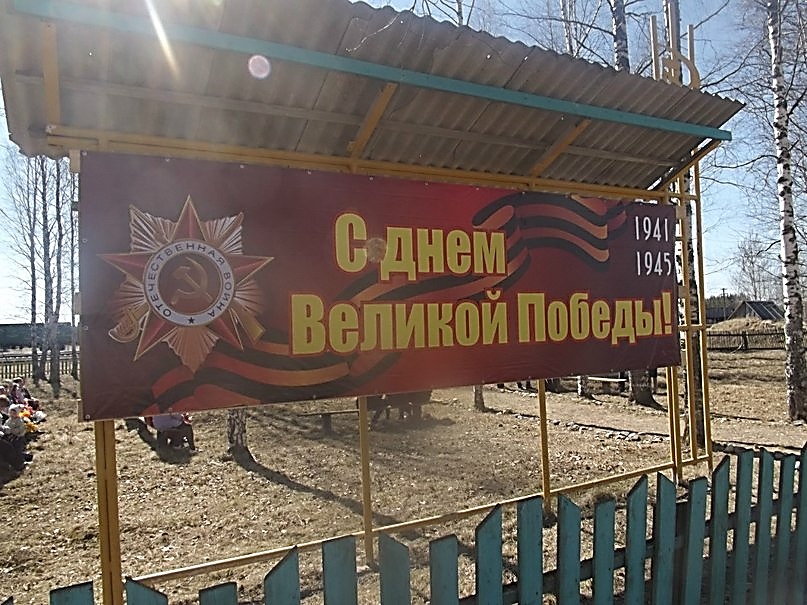 ОТЕЧЕСТВЕННАЯ ВОЙНА
С днем
Великой Победы!
1941
1945